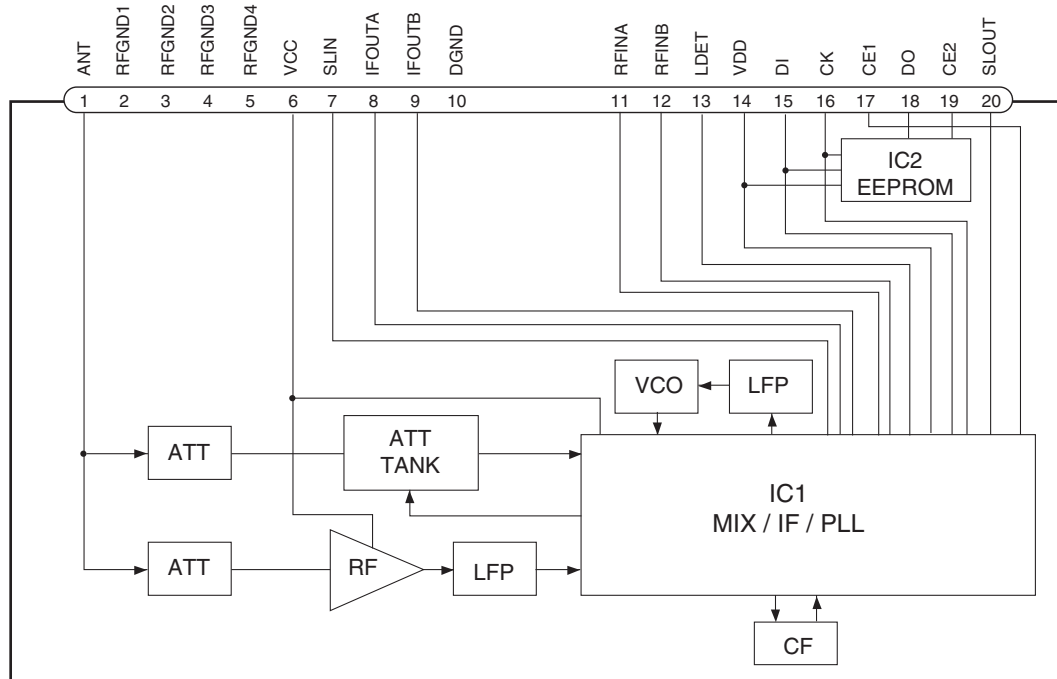 ANT
RFGND1
RFGND2
RFGND3
RFGND4
VCC
SLIN
IFOUTA
IFOUTB
DGND
RFINA
RFINB
LDET
VDD
DI
CK
CE1
DO
CE2
SLOUT
1 2 3 4 5 6 7 8 9 10 11 12 13 14 15 16 17 18 19 20
IC2
EEPROM
VCO
LFP
ATT
ATT
TANK
IC1
MIX / IF / PLL
ATT
RF
LFP
CF